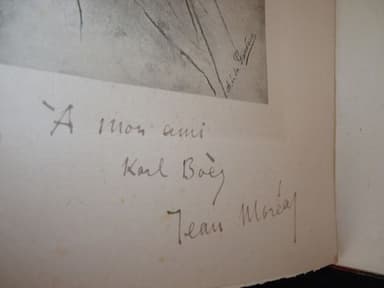 À mon ami
Karl Boès
Jean Moréas